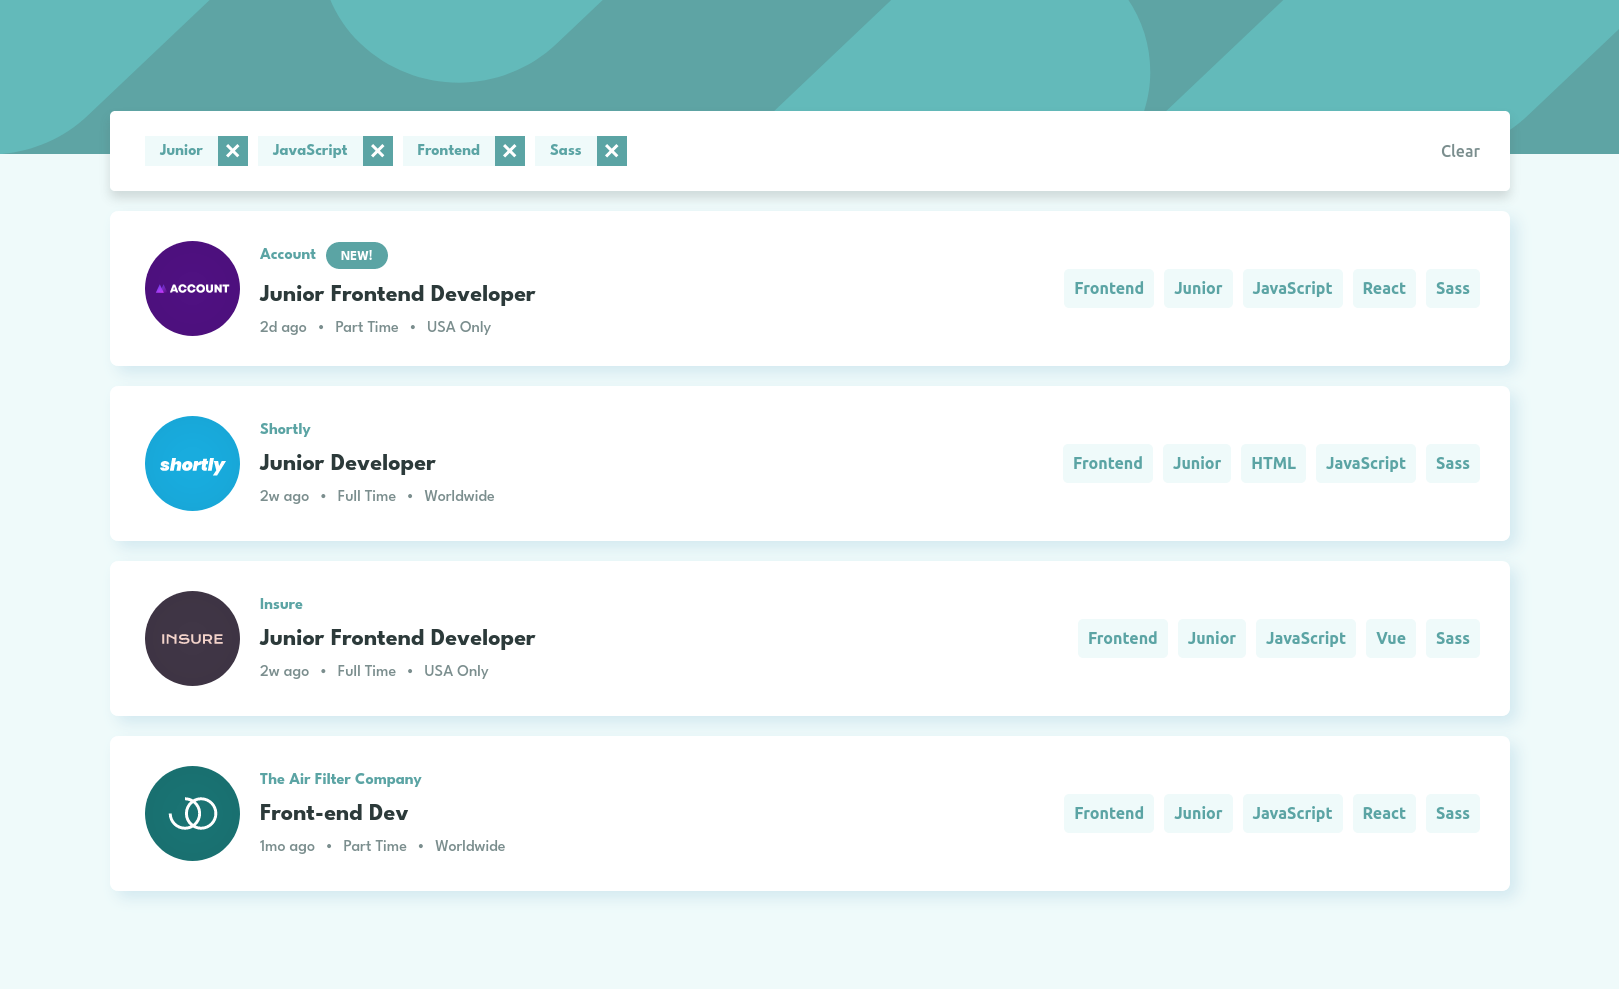 Junior JavaScript Frontend Sass Clear
ACCOUNT
Account NEW!
Junior Frontend Developer
2d ago • Part Time • USA Only
Frontend Junior JavaScript React Sass
shortly
Shortly
Junior Developer
2w ago • Full Time • Worldwide
Frontend Junior HTML JavaScript Sass
INSURE
Insure
Junior Frontend Developer
2w ago • Full Time • USA Only
Frontend Junior JavaScript Vue Sass
The Air Filter Company
Front-end Dev
1mo ago • Part Time • Worldwide
Frontend Junior JavaScript React Sass